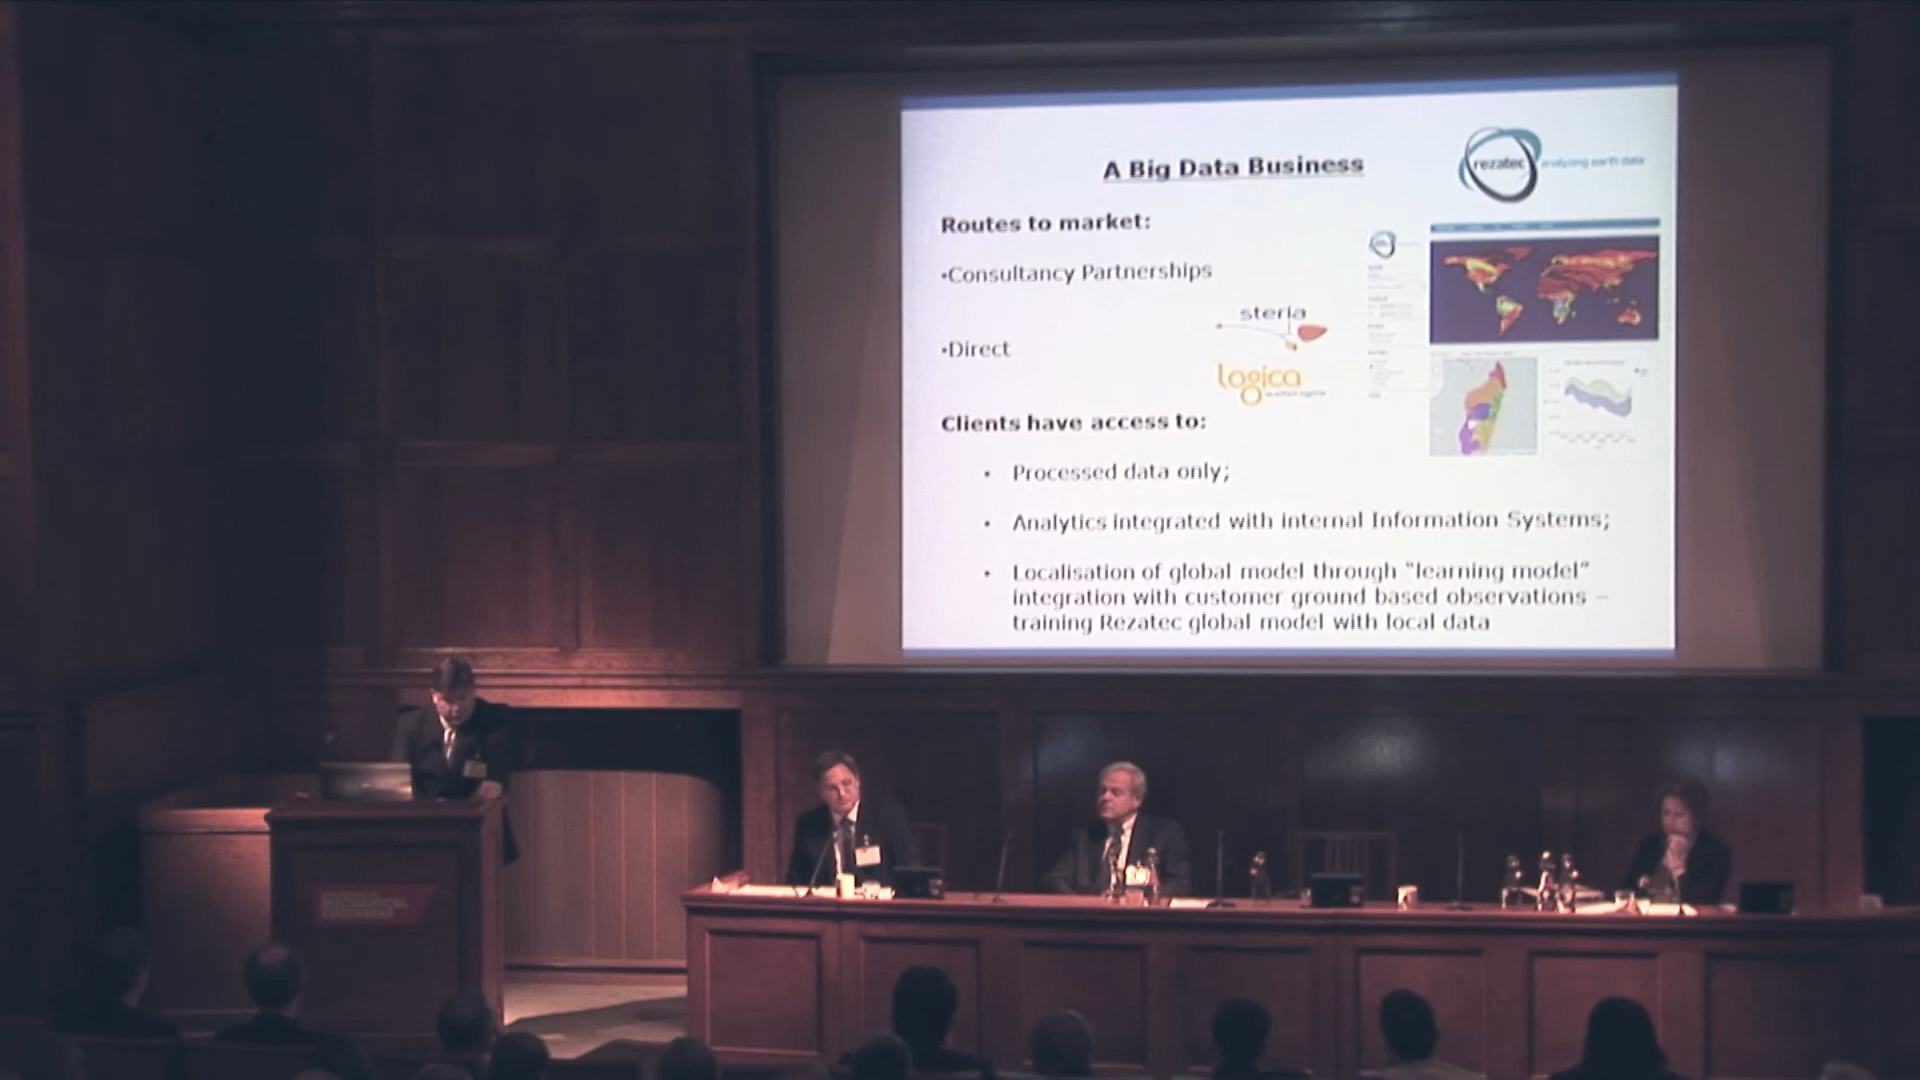 A Big Data Business
rezatec
analyzing earth data
Routes to market:
•Consultancy Partnerships
steria
•Direct
logica
Clients have access to:
• Processed data only;
• Analytics integrated with internal Information Systems;
• Localisation of global model through “learning model”
integration with customer ground based observations –
training Rezatec global model with local data
MECHANICAL
ENGINEERS